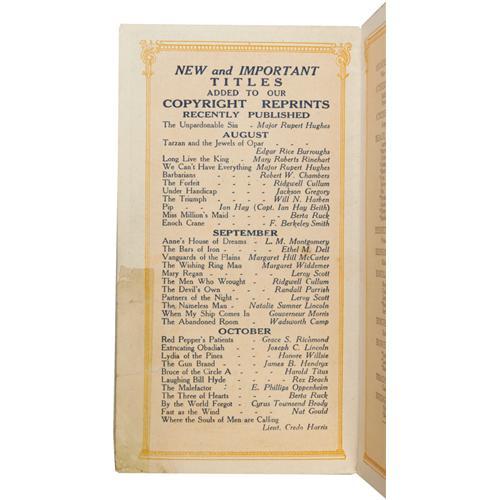 NEW and IMPORTANT
TITLES
ADDED TO OUR
COPYRIGHT REPRINTS
RECENTLY PUBLISHED
The Unpardonable Sin - Major Rupert Hughes
AUGUST
Tarzan and the Jewels of Opar - - -
Edgar Rice Burroughs
Long Live the King - Mary Roberts Rinehart
We Can't Have Everything Major Rupert Hughes
Barbarians - - Robert W. Chambers
The Forfeit - - Ridgwell Cullum
Under Handicap - - Jackson Gregory
The Triumph - - Will N. Harben
Pip - Ian Hay (Capt. Ian Hay Beith)
Miss Million's Maid - - Berta Ruck
Enoch Crane - - F. Berkeley Smith
SEPTEMBER
Anne's House of Dreams - L. M. Montgomery
The Bars of Iron - - Ethel M. Dell
Vanguards of the Plains Margaret Hill McCarter
The Wishing Ring Man Margaret Widdemer
Mary Regan - - - Leroy Scott
The Men Who Wrought - Ridgwell Cullum
The Devil's Own - - Randall Parrish
Partners of the Night - - Leroy Scott
The Nameless Man - Natalie Sumner Lincoln
When My Ship Comes In Gouverneur Morris
The Abandoned Room - Wadsworth Camp
OCTOBER
Red Pepper's Patients - Grace S. Richmond
Extricating Obadiah - Joseph C. Lincoln
Lydia of the Pines - Honore Willsie
The Gun Brand - James B. Hendryx
Bruce of the Circle A - Harold Titus
Laughing Bill Hyde - - Rex Beach
The Malefactor - E. Phillips Oppenheim
The Three of Hearts - - Berta Ruck
By the World Forgot - Cyrus Townsend Brady
Fast as the Wind - - Nat Gould
Where the Souls of Men are Calling
Lieut. Credo Harris